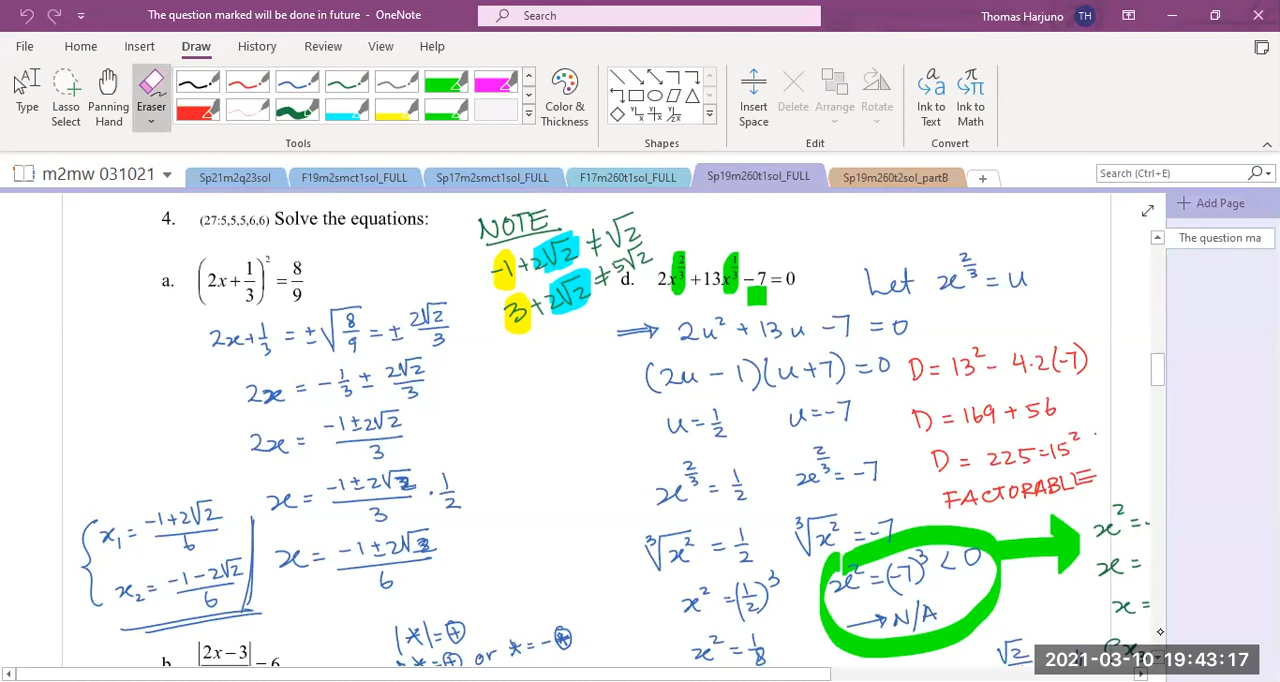 The question marked will be done in future - OneNote
Search
Thomas Harjuno TH
File Home Insert Draw History Review View Help
Type
Lasso Select
Panning Hand
Eraser
Color & Thickness
Insert Space
Delete
Arrange
Rotate
Ink to Text
Ink to Math
Tools
Shapes
Edit
Convert
m2mw 031021
Sp21m2q23sol
F19m2smct1sol_FULL
Sp17m2smct1sol_FULL
F17m260t1sol_FULL
Sp19m260t1sol_FULL
Sp19m260t2sol_partB
Search (Ctrl+E)
Add Page
The question ma
4. (27:5,5,5,6,6) Solve the equations:
NOTE
-1+2√2 ≠ √2
3+2√2 ≠ 5√2
a. (2x + 1/3)² = 8/9
2x+1/3 = ±√(8/9) = ± 2√2/3
2x = -1/3 ± 2√2/3
2x = (-1±2√2)/3
x = (-1±2√2)/3 · 1/2
x = (-1±2√2)/6
x₁ = (-1+2√2)/6
x₂ = (-1-2√2)/6
d. 2x^(2/3) + 13x^(1/3) - 7 = 0
Let x^(2/3) = u
⟹ 2u² + 13u - 7 = 0
(2u - 1)(u+7) = 0
u = 1/2 u = -7
x^(2/3) = 1/2 x^(2/3) = -7
∛x² = 1/2 ∛x² = -7
x² = (1/2)³ x² = (-7)³ < 0
→ N/A
x² = 1/8
D = 13² - 4·2(-7)
D = 169 + 56
D = 225 = 15²
FACTORABLE
x² = -
x =
x =
√2
b. |2x-3| = 6
|*| = +
or * = -
2021-03-10 19:43:17